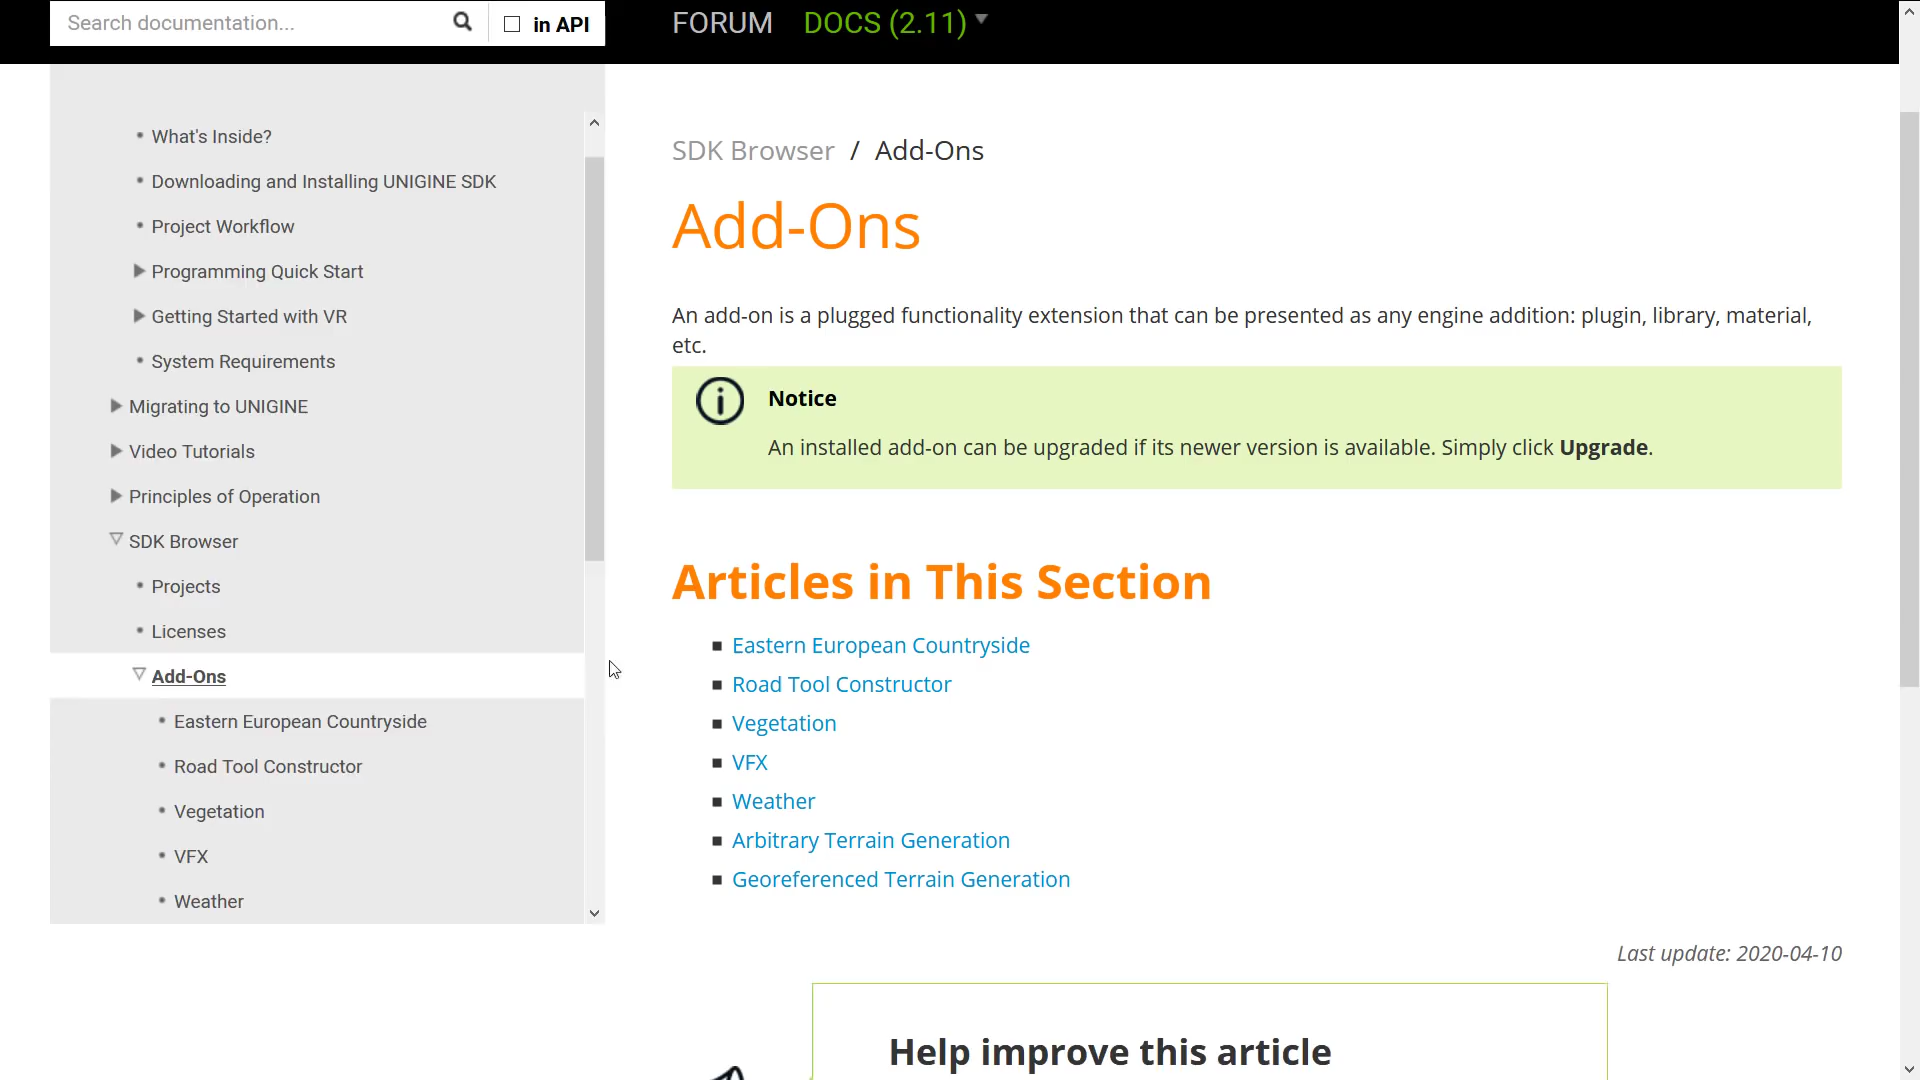 Search documentation...
in API
FORUM
DOCS (2.11)
What's Inside?
Downloading and Installing UNIGINE SDK
Project Workflow
Programming Quick Start
Getting Started with VR
System Requirements
Migrating to UNIGINE
Video Tutorials
Principles of Operation
SDK Browser
Projects
Licenses
Add-Ons
Eastern European Countryside
Road Tool Constructor
Vegetation
VFX
Weather
SDK Browser / Add-Ons
Add-Ons
An add-on is a plugged functionality extension that can be presented as any engine addition: plugin, library, material,
etc.
Notice
An installed add-on can be upgraded if its newer version is available. Simply click Upgrade.
Articles in This Section
Eastern European Countryside
Road Tool Constructor
Vegetation
VFX
Weather
Arbitrary Terrain Generation
Georeferenced Terrain Generation
Last update: 2020-04-10
Help improve this article